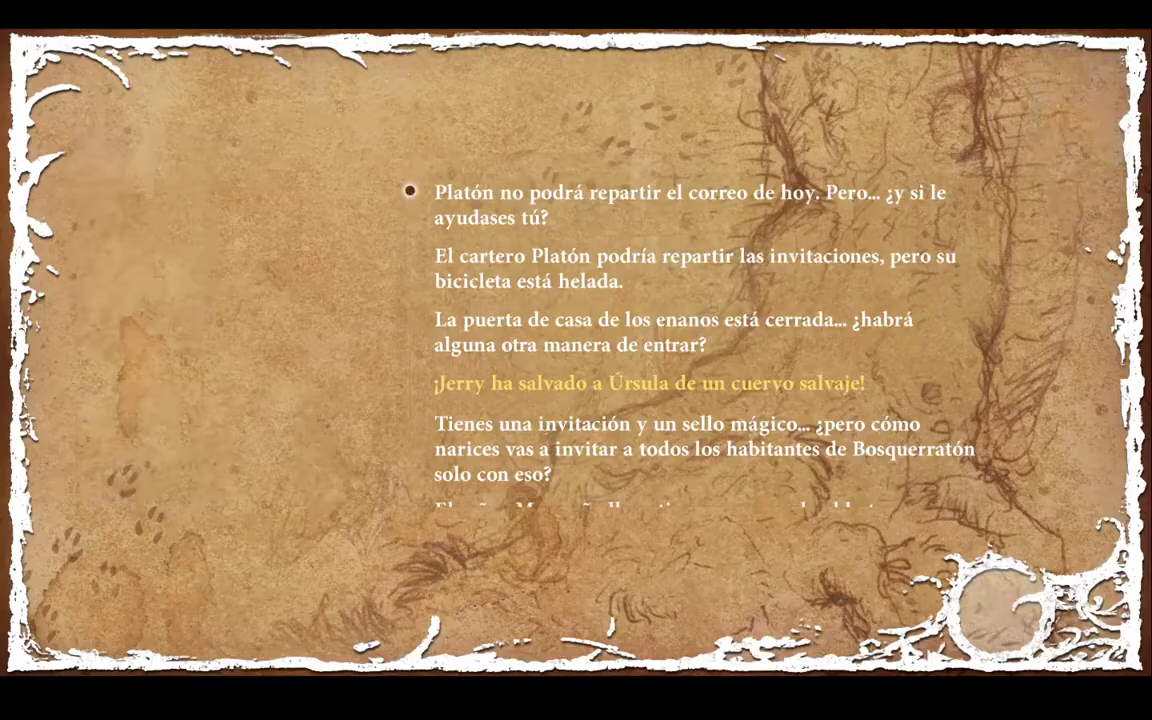 Platón no podrá repartir el correo de hoy. Pero... ¿y si le
ayudases tú?
El cartero Platón podría repartir las invitaciones, pero su
bicicleta está helada.
La puerta de casa de los enanos está cerrada... ¿habrá
alguna otra manera de entrar?
¡Jerry ha salvado a Úrsula de un cuervo salvaje!
Tienes una invitación y un sello mágico... ¿pero cómo
narices vas a invitar a todos los habitantes de Bosquerratón
solo con eso?